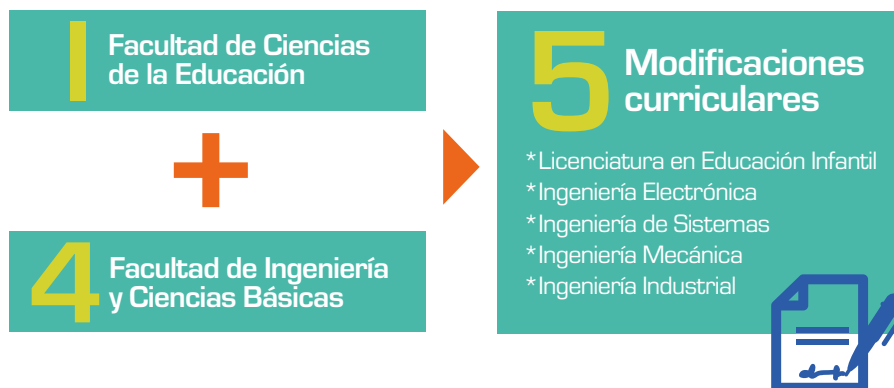 1 Facultad de Ciencias
de la Educación
+
4 Facultad de Ingeniería
y Ciencias Básicas
5 Modificaciones
curriculares
*Licenciatura en Educación Infantil
*Ingeniería Electrónica
*Ingeniería de Sistemas
*Ingeniería Mecánica
*Ingeniería Industrial